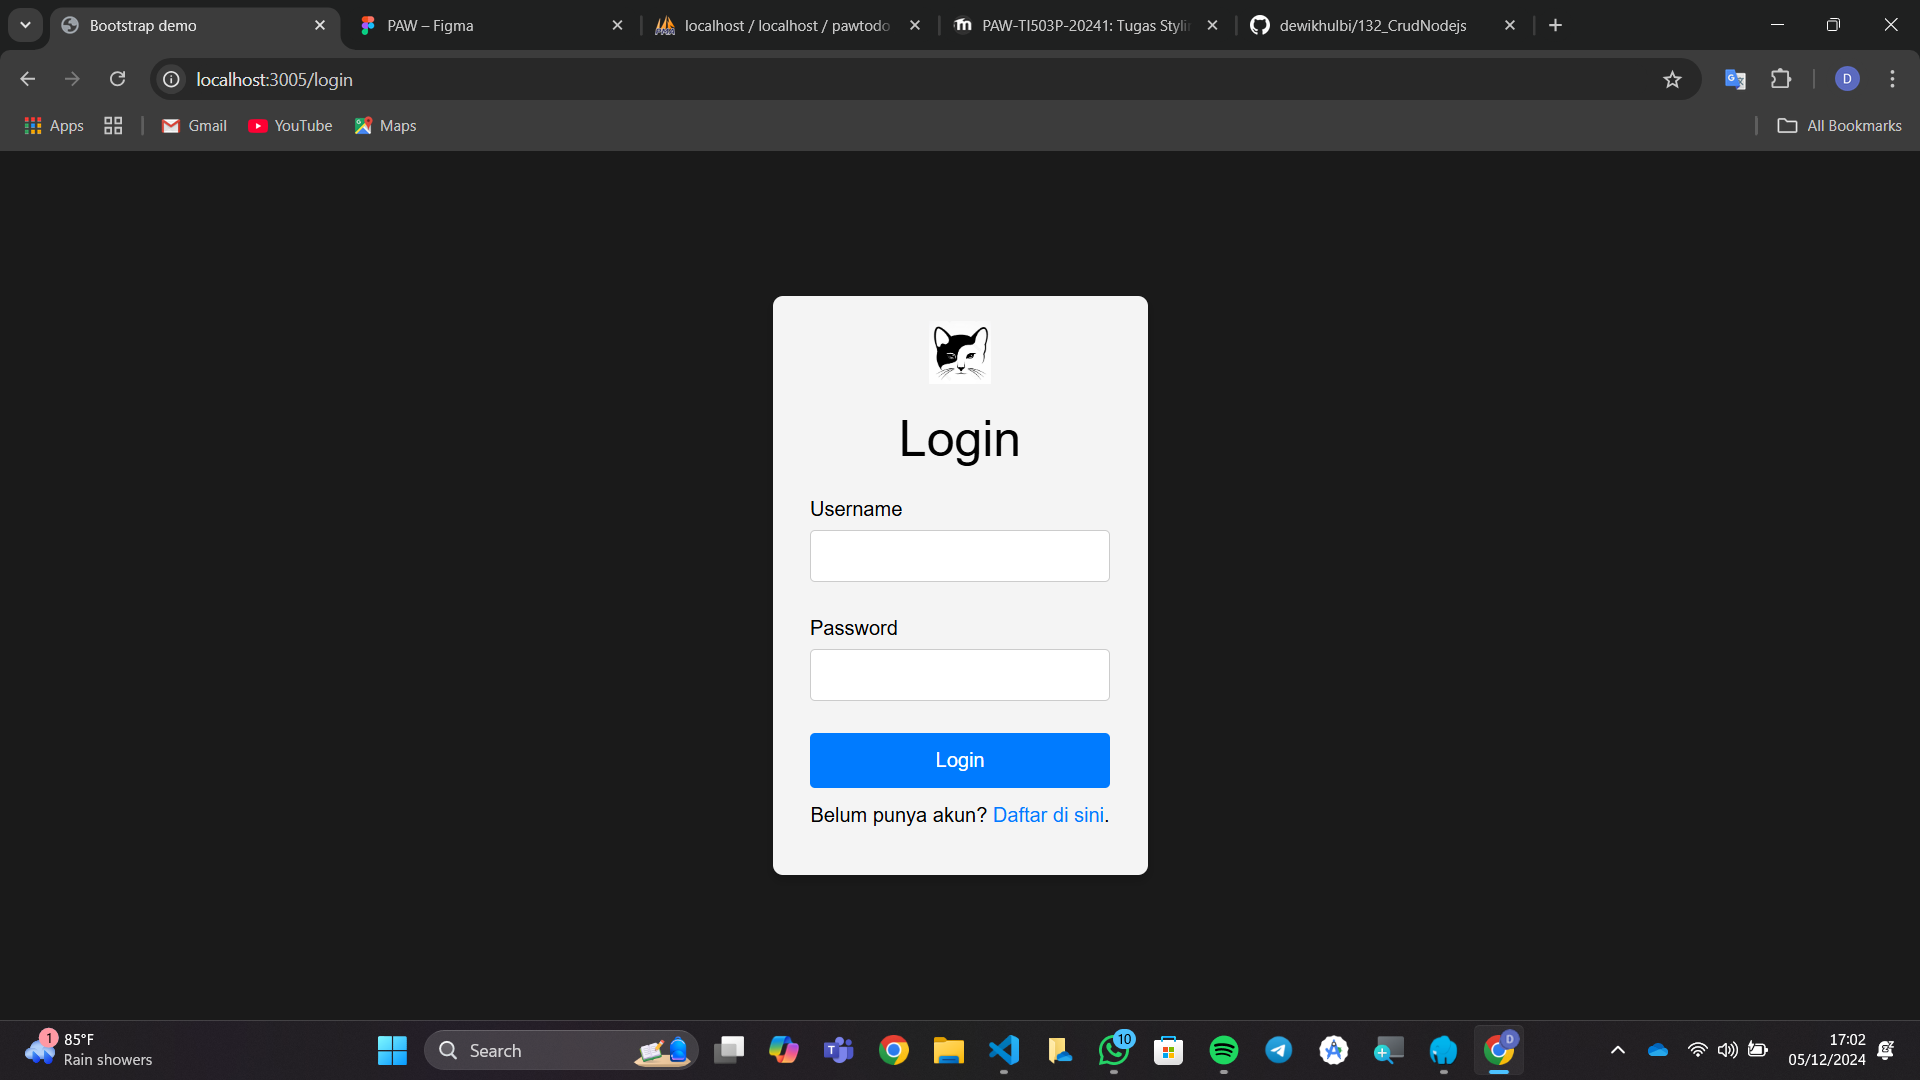 Bootstrap demo
PAW – Figma
localhost / localhost / pawtodo
PAW-TI503P-20241: Tugas Styli
dewikhulbi/132_CrudNodejs
localhost:3005/login
D
Apps
Gmail
YouTube
Maps
All Bookmarks
Login
Username
Password
Login
Belum punya akun? Daftar di sini.
1
85°F
Rain showers
Search
10
D
17:02
05/12/2024